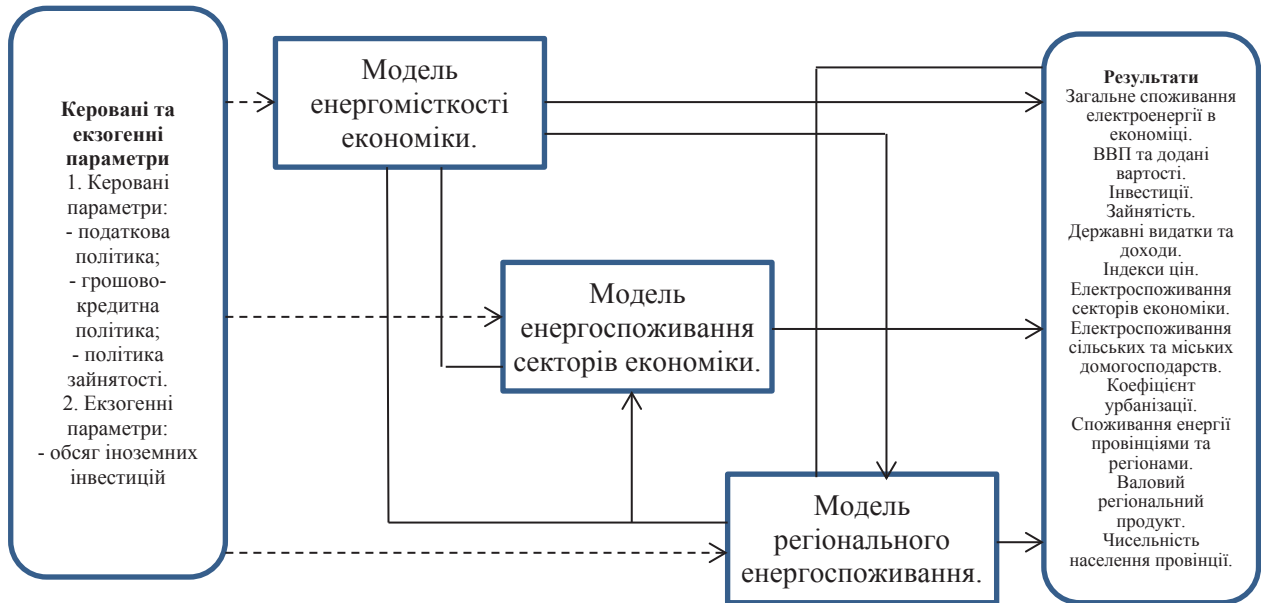 Керовані та
екзогенні
параметри
1. Керовані
параметри:
- податкова
політика;
- грошово-
кредитна
політика;
- політика
зайнятості.
2. Екзогенні
параметри:
- обсяг іноземних
інвестицій
Модель
енергомісткості
економіки.
Модель
енергоспоживання
секторів економіки.
Модель
регіонального
енергоспоживання.
Результати
Загальне споживання
електроенергії в
економіці.
ВВП та додані
вартості.
Інвестиції.
Зайнятість.
Державні видатки та
доходи.
Індекси цін.
Електроспоживання
секторів економіки.
Електроспоживання
сільських та міських
домогосподарств.
Коефіцієнт
урбанізації.
Споживання енергії
провінціями та
регіонами.
Валовий
регіональний
продукт.
Чисельність
населення провінції.